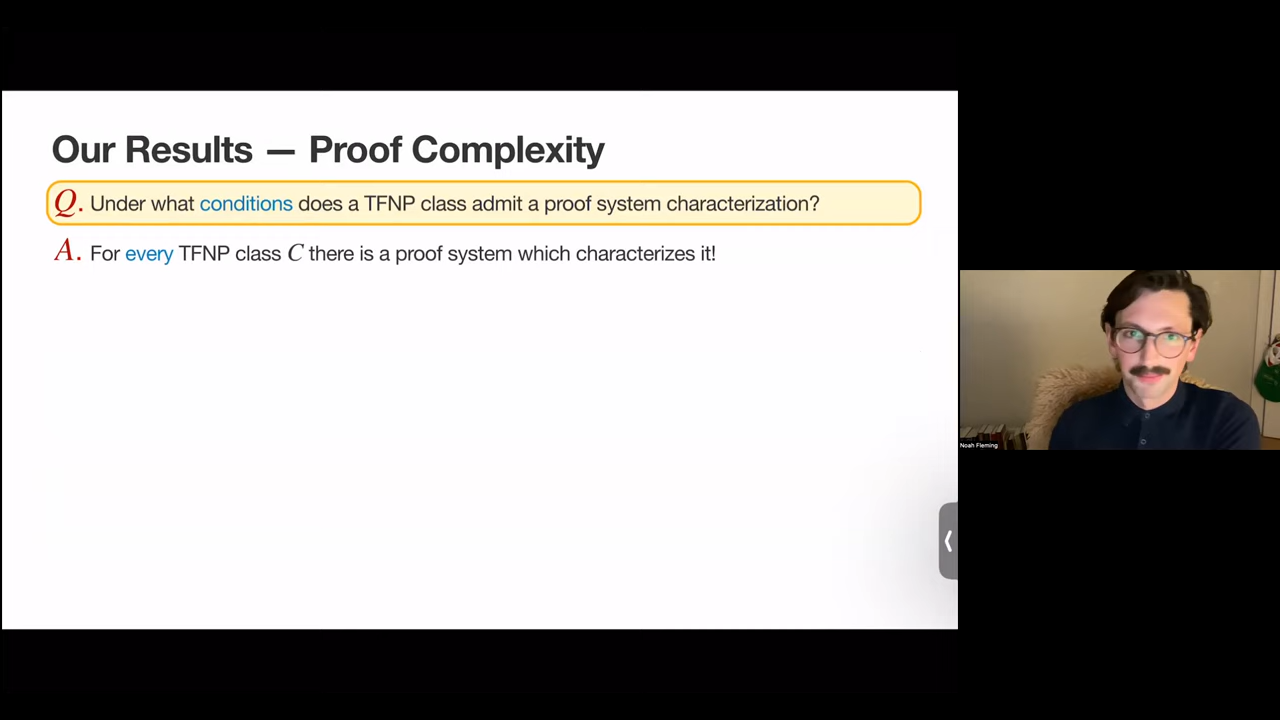 Our Results — Proof Complexity
Q. Under what conditions does a TFNP class admit a proof system characterization?
A. For every TFNP class C there is a proof system which characterizes it!
Noah Fleming